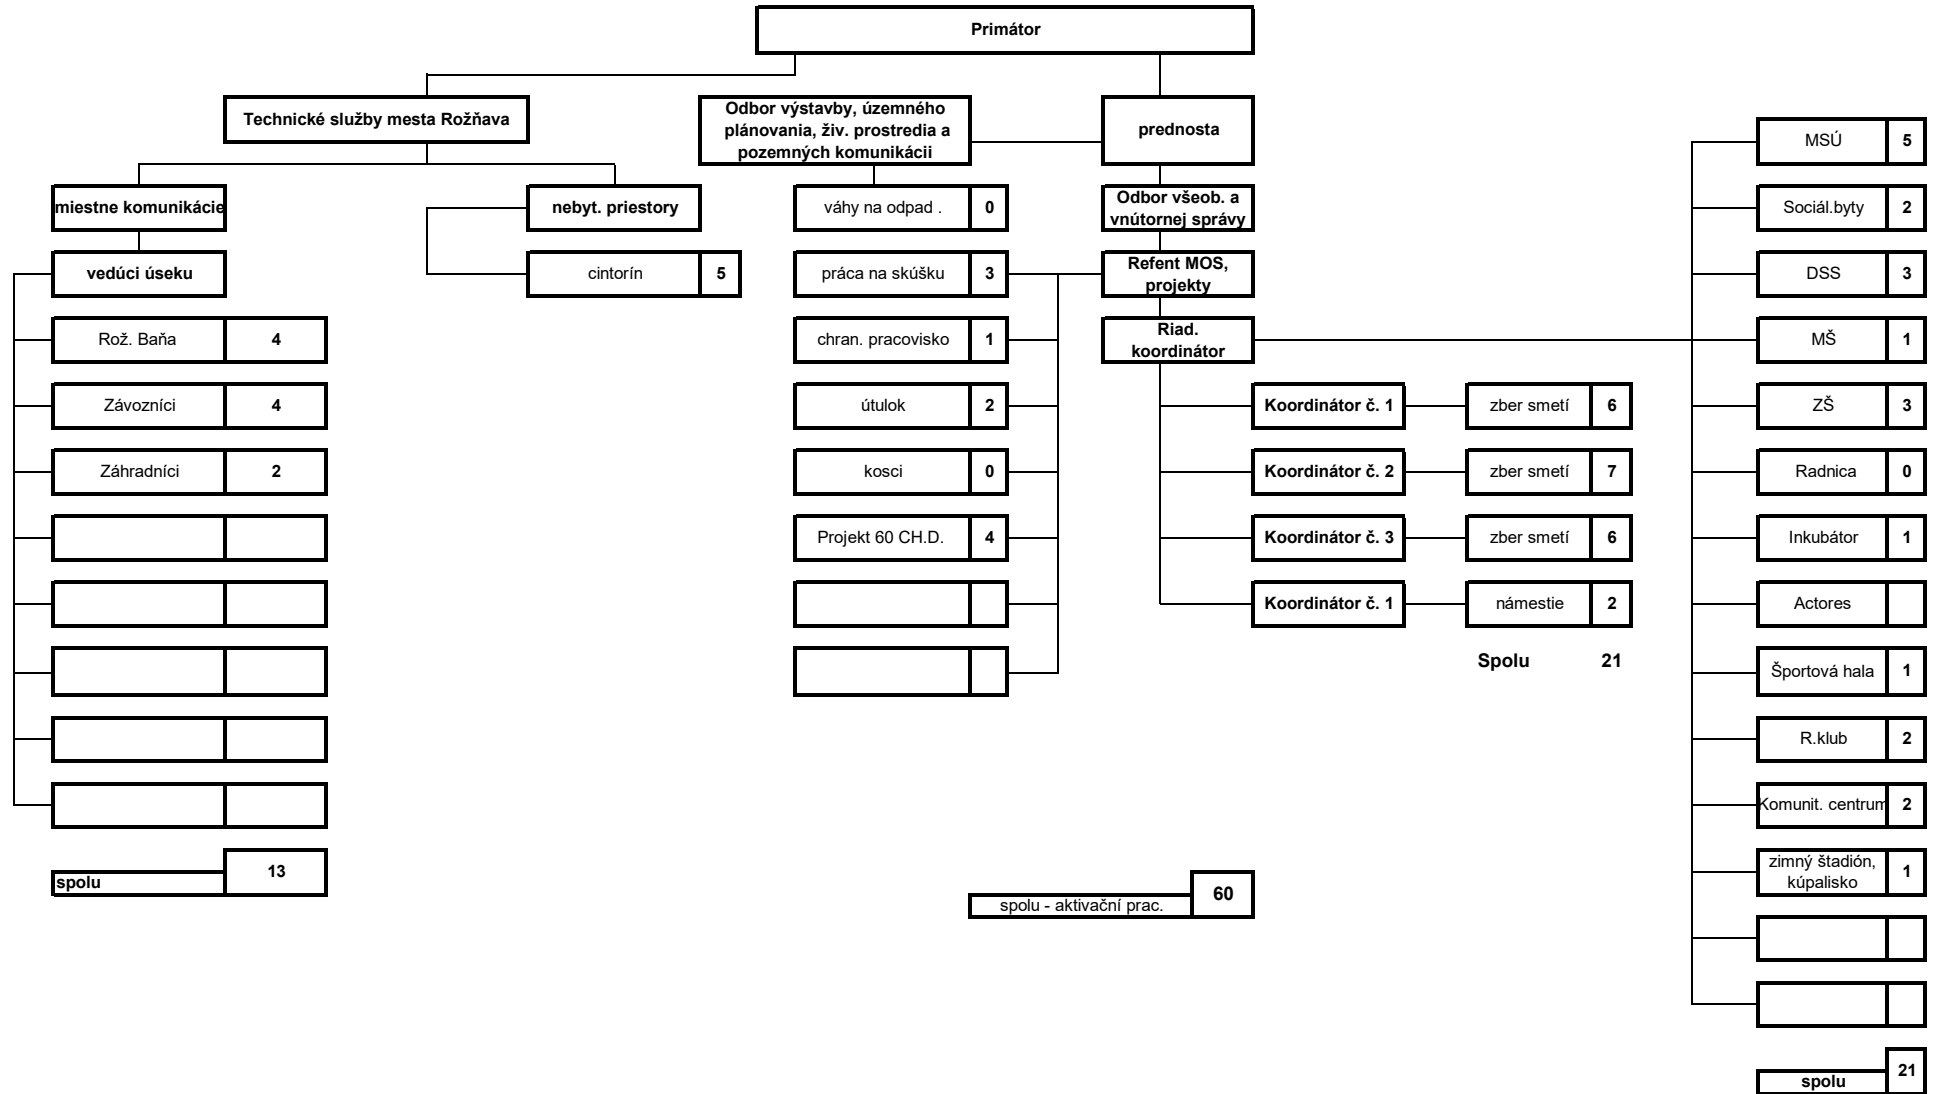 Primátor
Technické služby mesta Rožňava
Odbor výstavby, územného
plánovania, živ. prostredia a
pozemných komunikácii
prednosta
miestne komunikácie
nebyt. priestory
vedúci úseku
cintorín 5
Rož. Baňa 4
Závozníci 4
Záhradníci 2
spolu 13
váhy na odpad . 0
práca na skúšku 3
chran. pracovisko 1
útulok 2
kosci 0
Projekt 60 CH.D. 4
Odbor všeob. a
vnútornej správy
Refent MOS,
projekty
Riad.
koordinátor
Koordinátor č. 1 zber smetí 6
Koordinátor č. 2 zber smetí 7
Koordinátor č. 3 zber smetí 6
Koordinátor č. 1 námestie 2
Spolu 21
spolu - aktivační prac. 60
MSÚ 5
Sociál.byty 2
DSS 3
MŠ 1
ZŠ 3
Radnica 0
Inkubátor 1
Actores
Športová hala 1
R.klub 2
Komunit. centrum 2
zimný štadión,
kúpalisko 1
spolu 21